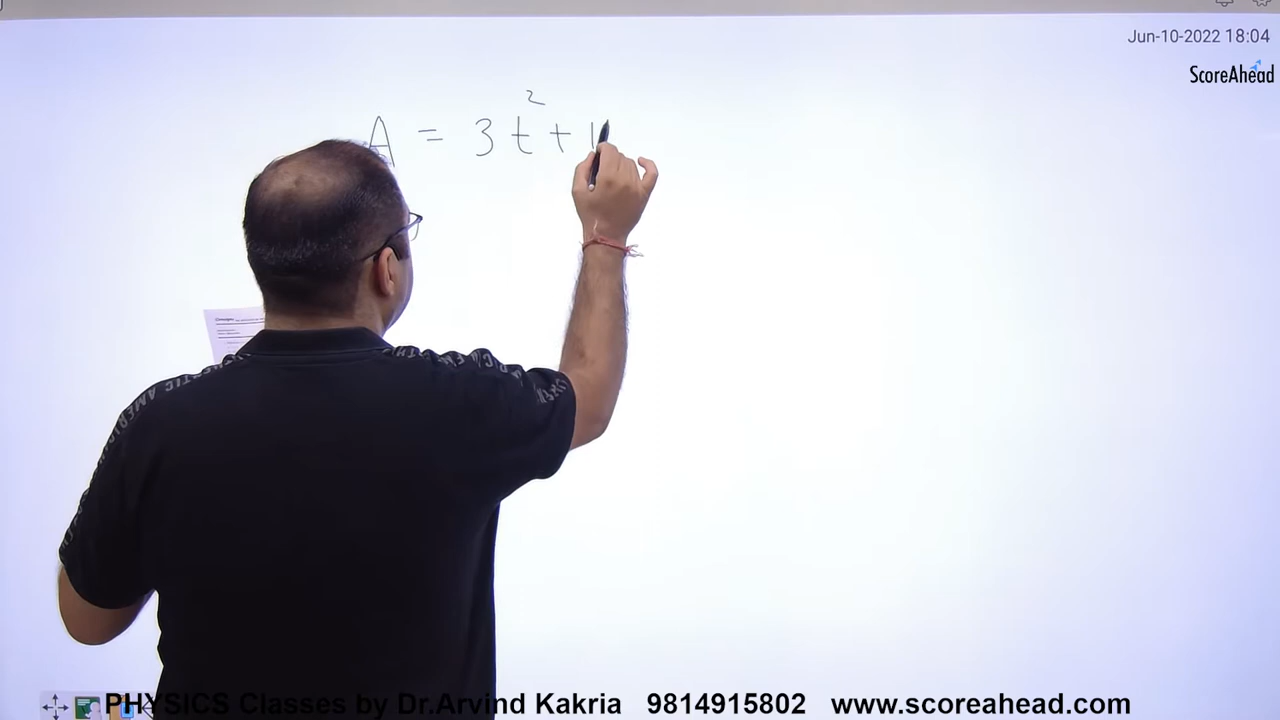 Jun-10-2022 18:04
ScoreAhead
A = 3t² + 1
PHYSICS Classes by Dr.Arvind Kakria 9814915802 www.scoreahead.com